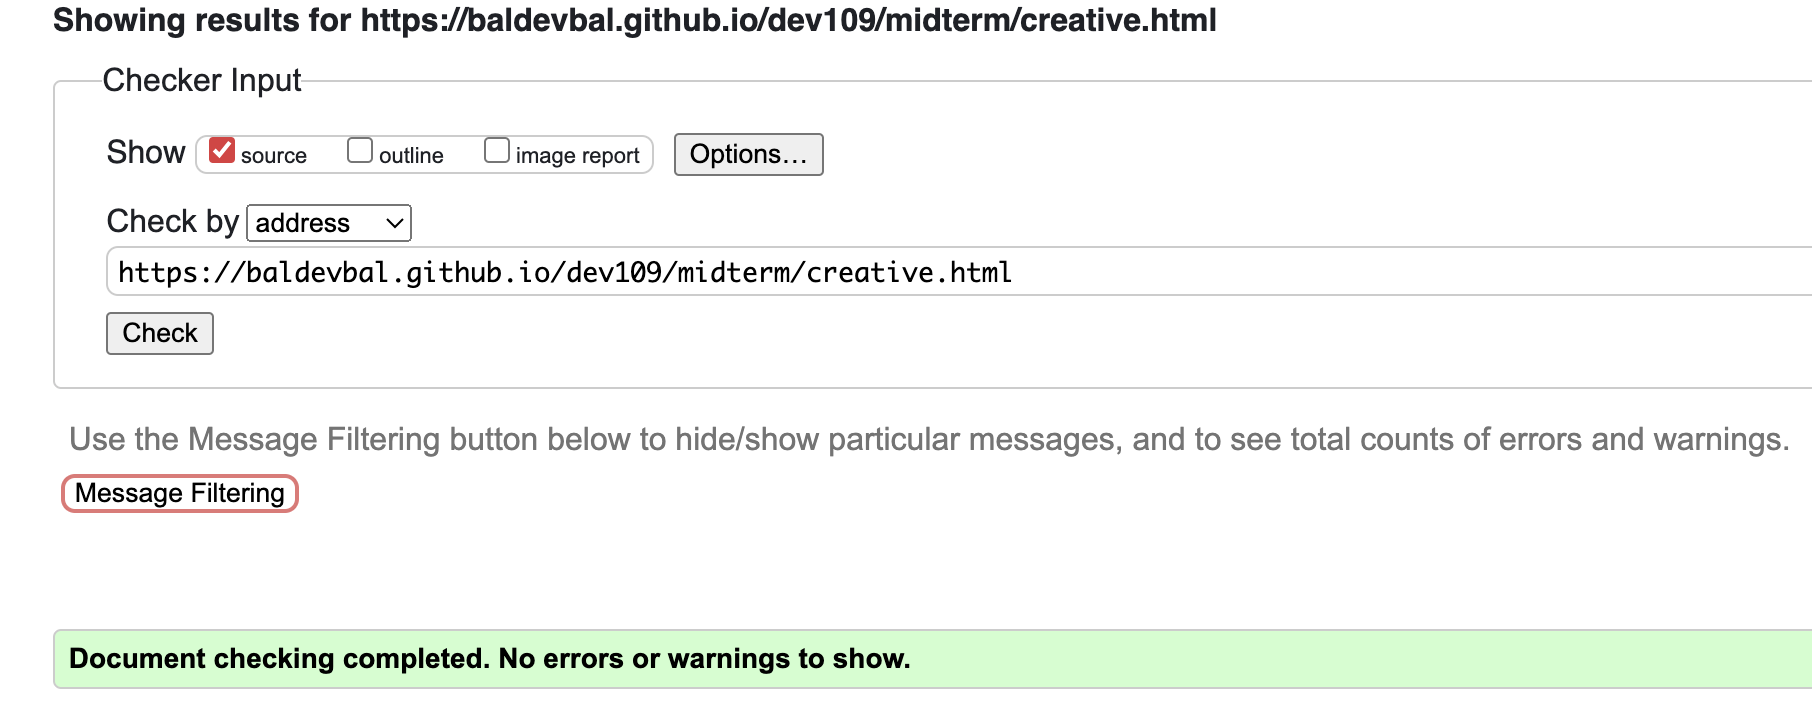 Showing results for https://baldevbal.github.io/dev109/midterm/creative.html
Checker Input
Show source outline image report Options...
Check by address
https://baldevbal.github.io/dev109/midterm/creative.html
Check
Use the Message Filtering button below to hide/show particular messages, and to see total counts of errors and warnings.
Message Filtering
Document checking completed. No errors or warnings to show.